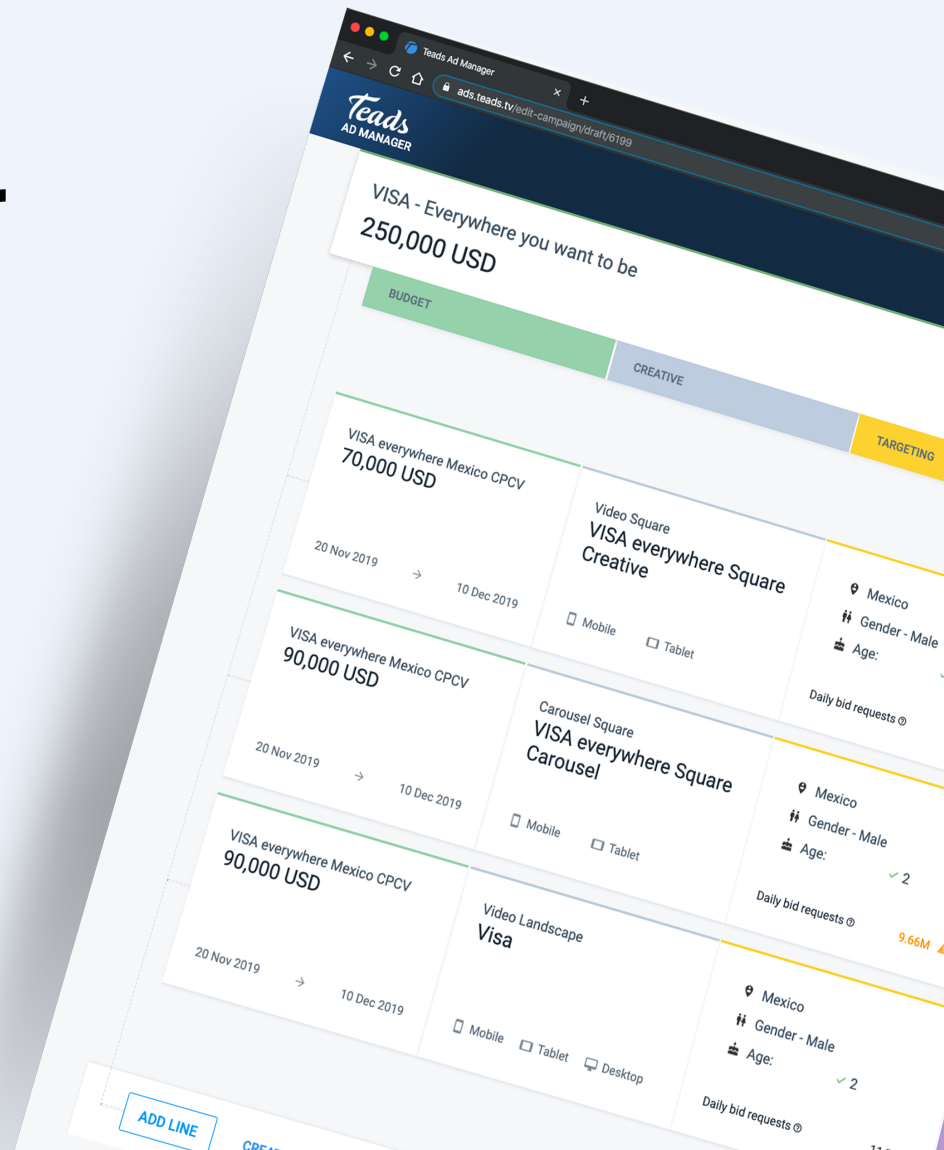 Teads Ad Manager
ads.teads.tv/edit-campaign/draft/6199
Teads
AD MANAGER
VISA - Everywhere you want to be
250,000 USD
BUDGET
CREATIVE
TARGETING
VISA everywhere Mexico CPCV
70,000 USD
20 Nov 2019
10 Dec 2019
Video Square
VISA everywhere Square
Creative
Mobile
Tablet
Mexico
Gender - Male
Age:
Daily bid requests
VISA everywhere Mexico CPCV
90,000 USD
20 Nov 2019
10 Dec 2019
Carousel Square
VISA everywhere Square
Carousel
Mobile
Tablet
Mexico
Gender - Male
Age:
2
Daily bid requests
9.66M
VISA everywhere Mexico CPCV
90,000 USD
20 Nov 2019
10 Dec 2019
Video Landscape
Visa
Mobile
Tablet
Desktop
Mexico
Gender - Male
Age:
2
Daily bid requests
ADD LINE